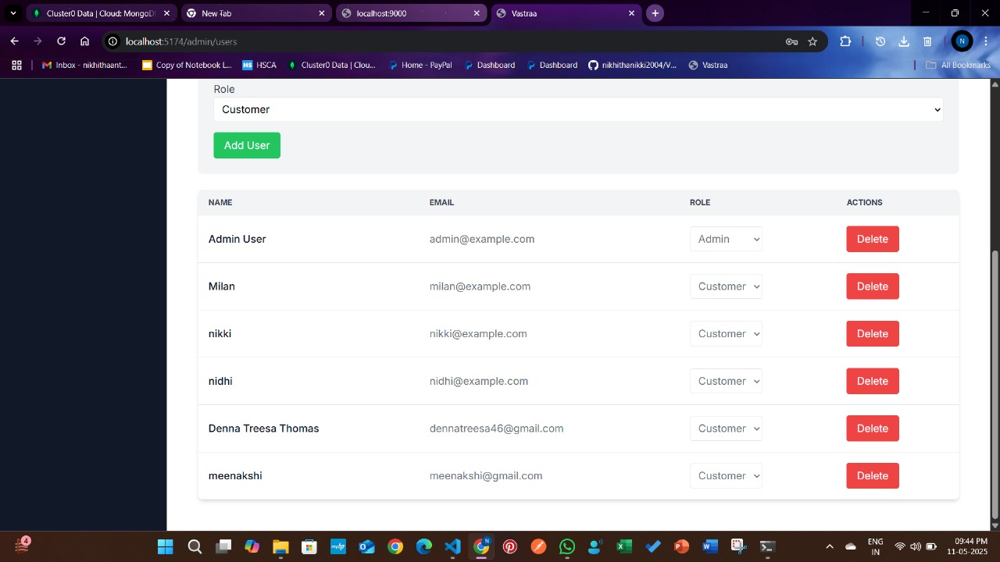 Cluster0 Data | Cloud: MongoD
New Tab
localhost:9000
Vastraa
localhost:5174/admin/users
N
Inbox - nikhithaant...
Copy of Notebook L...
HSCA
Cluster0 Data | Clou...
Home - PayPal
Dashboard
Dashboard
nikhithanikki2004/V...
Vastraa
All Bookmarks
Role
Customer
Add User
NAME EMAIL ROLE ACTIONS
Admin User admin@example.com Admin Delete
Milan milan@example.com Customer Delete
nikki nikki@example.com Customer Delete
nidhi nidhi@example.com Customer Delete
Denna Treesa Thomas dennatreesa46@gmail.com Customer Delete
meenakshi meenakshi@gmail.com Customer Delete
4
ENG
IN
09:44 PM
11-05-2025